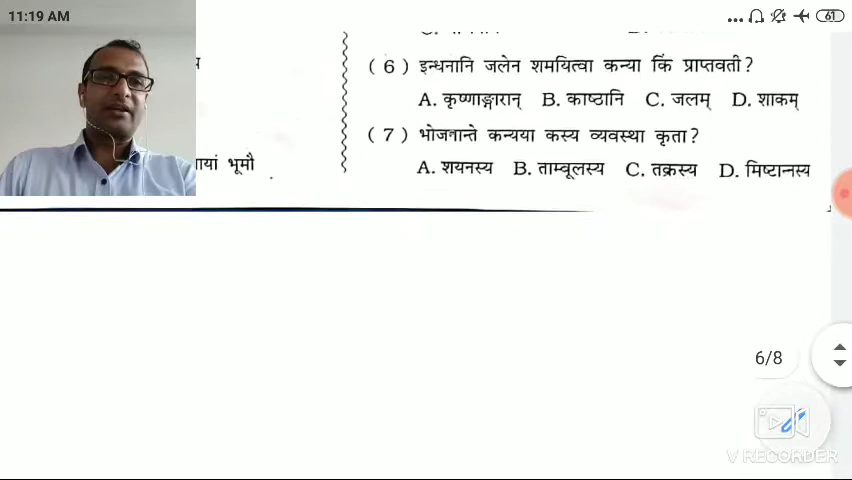 11:19 AM
61
( 6 ) इन्धनानि जलेन शमयित्वा कन्या किं प्राप्तवती?
A. कृष्णाङ्गारान् B. काष्ठानि C. जलम् D. शाकम्
( 7 ) भोजनान्ते कन्यया कस्य व्यवस्था कृता?
ायां भूमौ
A. शयनस्य B. ताम्बूलस्य C. तक्रस्य D. मिष्टान्नस्य
6/8
V RECORDER